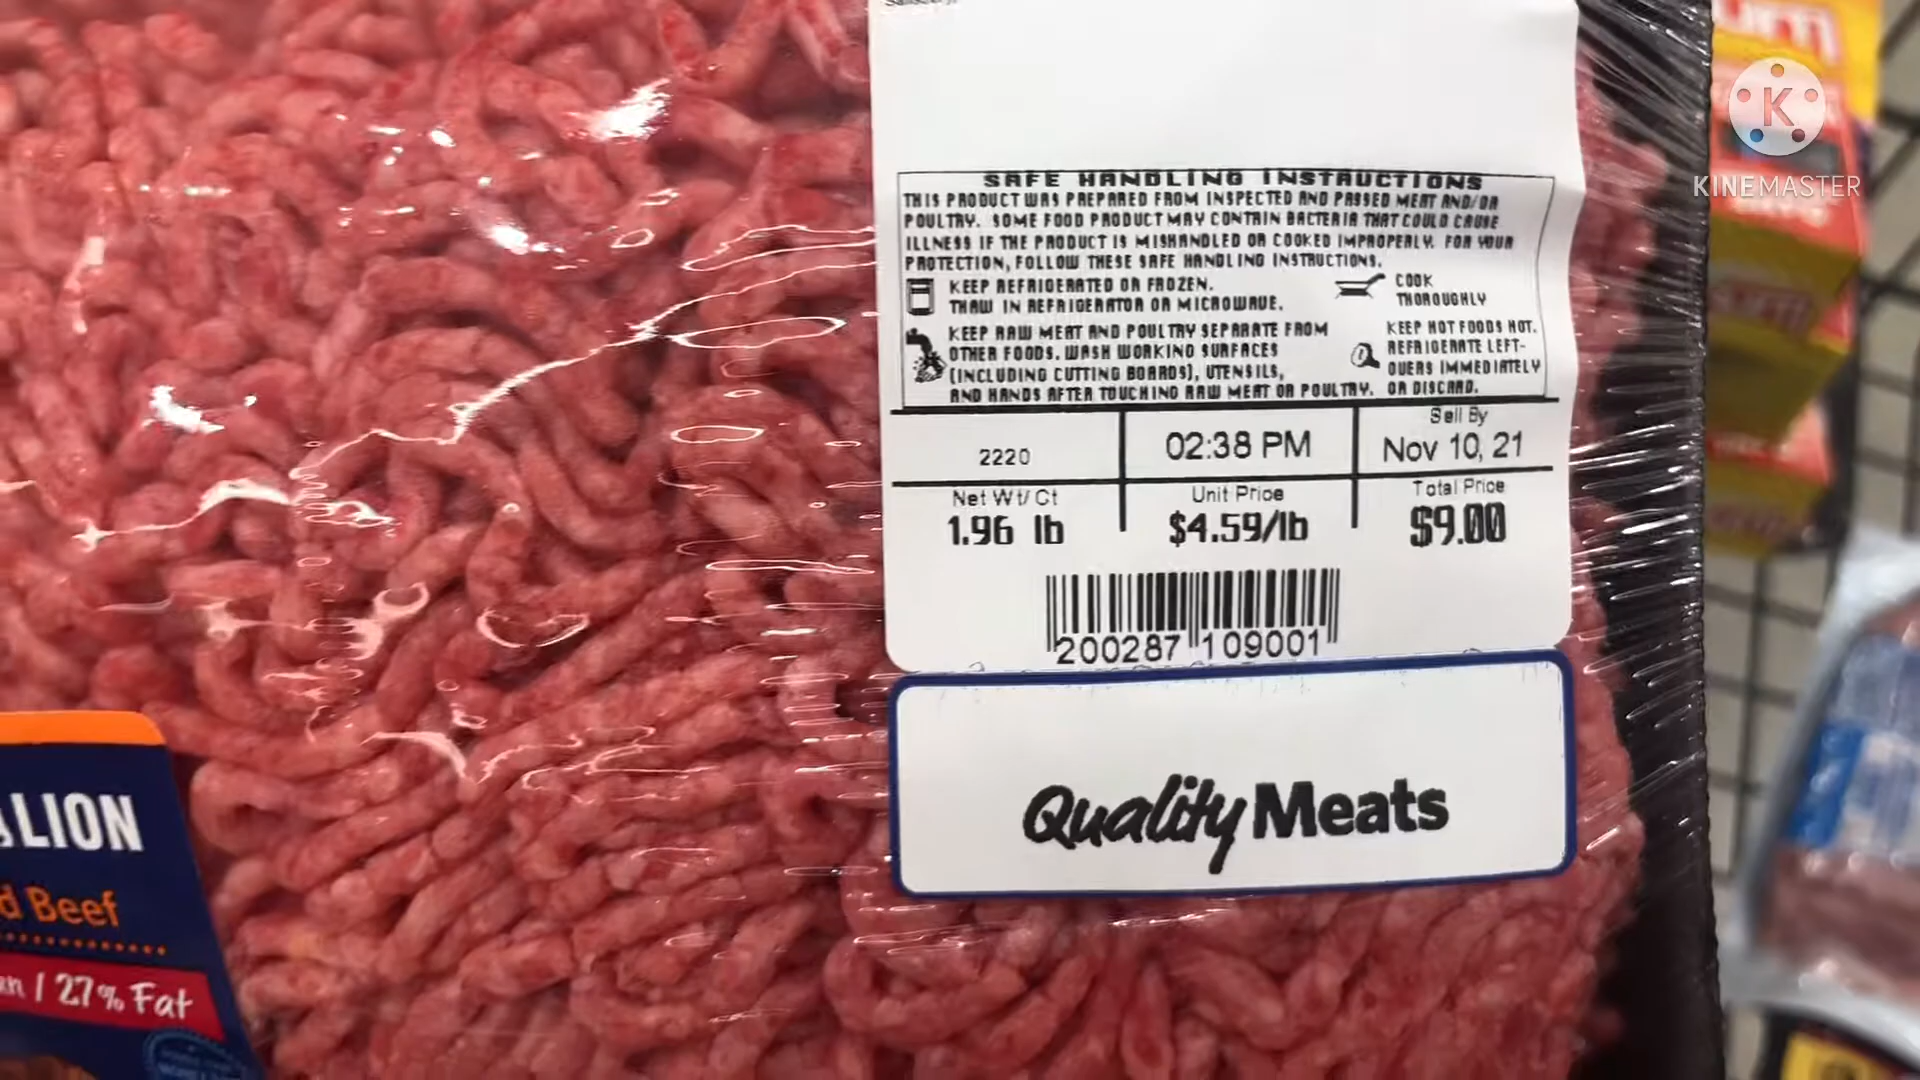 SAFE HANDLING INSTRUCTIONS
THIS PRODUCT WAS PREPARED FROM INSPECTED AND PASSED MEAT AND/OR
POULTRY. SOME FOOD PRODUCT MAY CONTAIN BACTERIA THAT COULD CAUSE
ILLNESS IF THE PRODUCT IS MISHANDLED OR COOKED IMPROPERLY. FOR YOUR
PROTECTION, FOLLOW THESE SAFE HANDLING INSTRUCTIONS.
KEEP REFRIGERATED OR FROZEN.
THAW IN REFRIGERATOR OR MICROWAVE.
COOK
THOROUGHLY
KEEP RAW MEAT AND POULTRY SEPARATE FROM
OTHER FOODS. WASH WORKING SURFACES
(INCLUDING CUTTING BOARDS), UTENSILS,
AND HANDS AFTER TOUCHING RAW MEAT OR POULTRY.
KEEP HOT FOODS HOT.
REFRIGERATE LEFT-
OVERS IMMEDIATELY
OR DISCARD.
2220
02:38 PM
Sell By
Nov 10, 21
Net Wt/Ct
1.96 lb
Unit Price
$4.59/lb
Total Price
$9.00
200287 109001
Quality Meats
LION
d Beef
an / 27% Fat
K
KINEMASTER